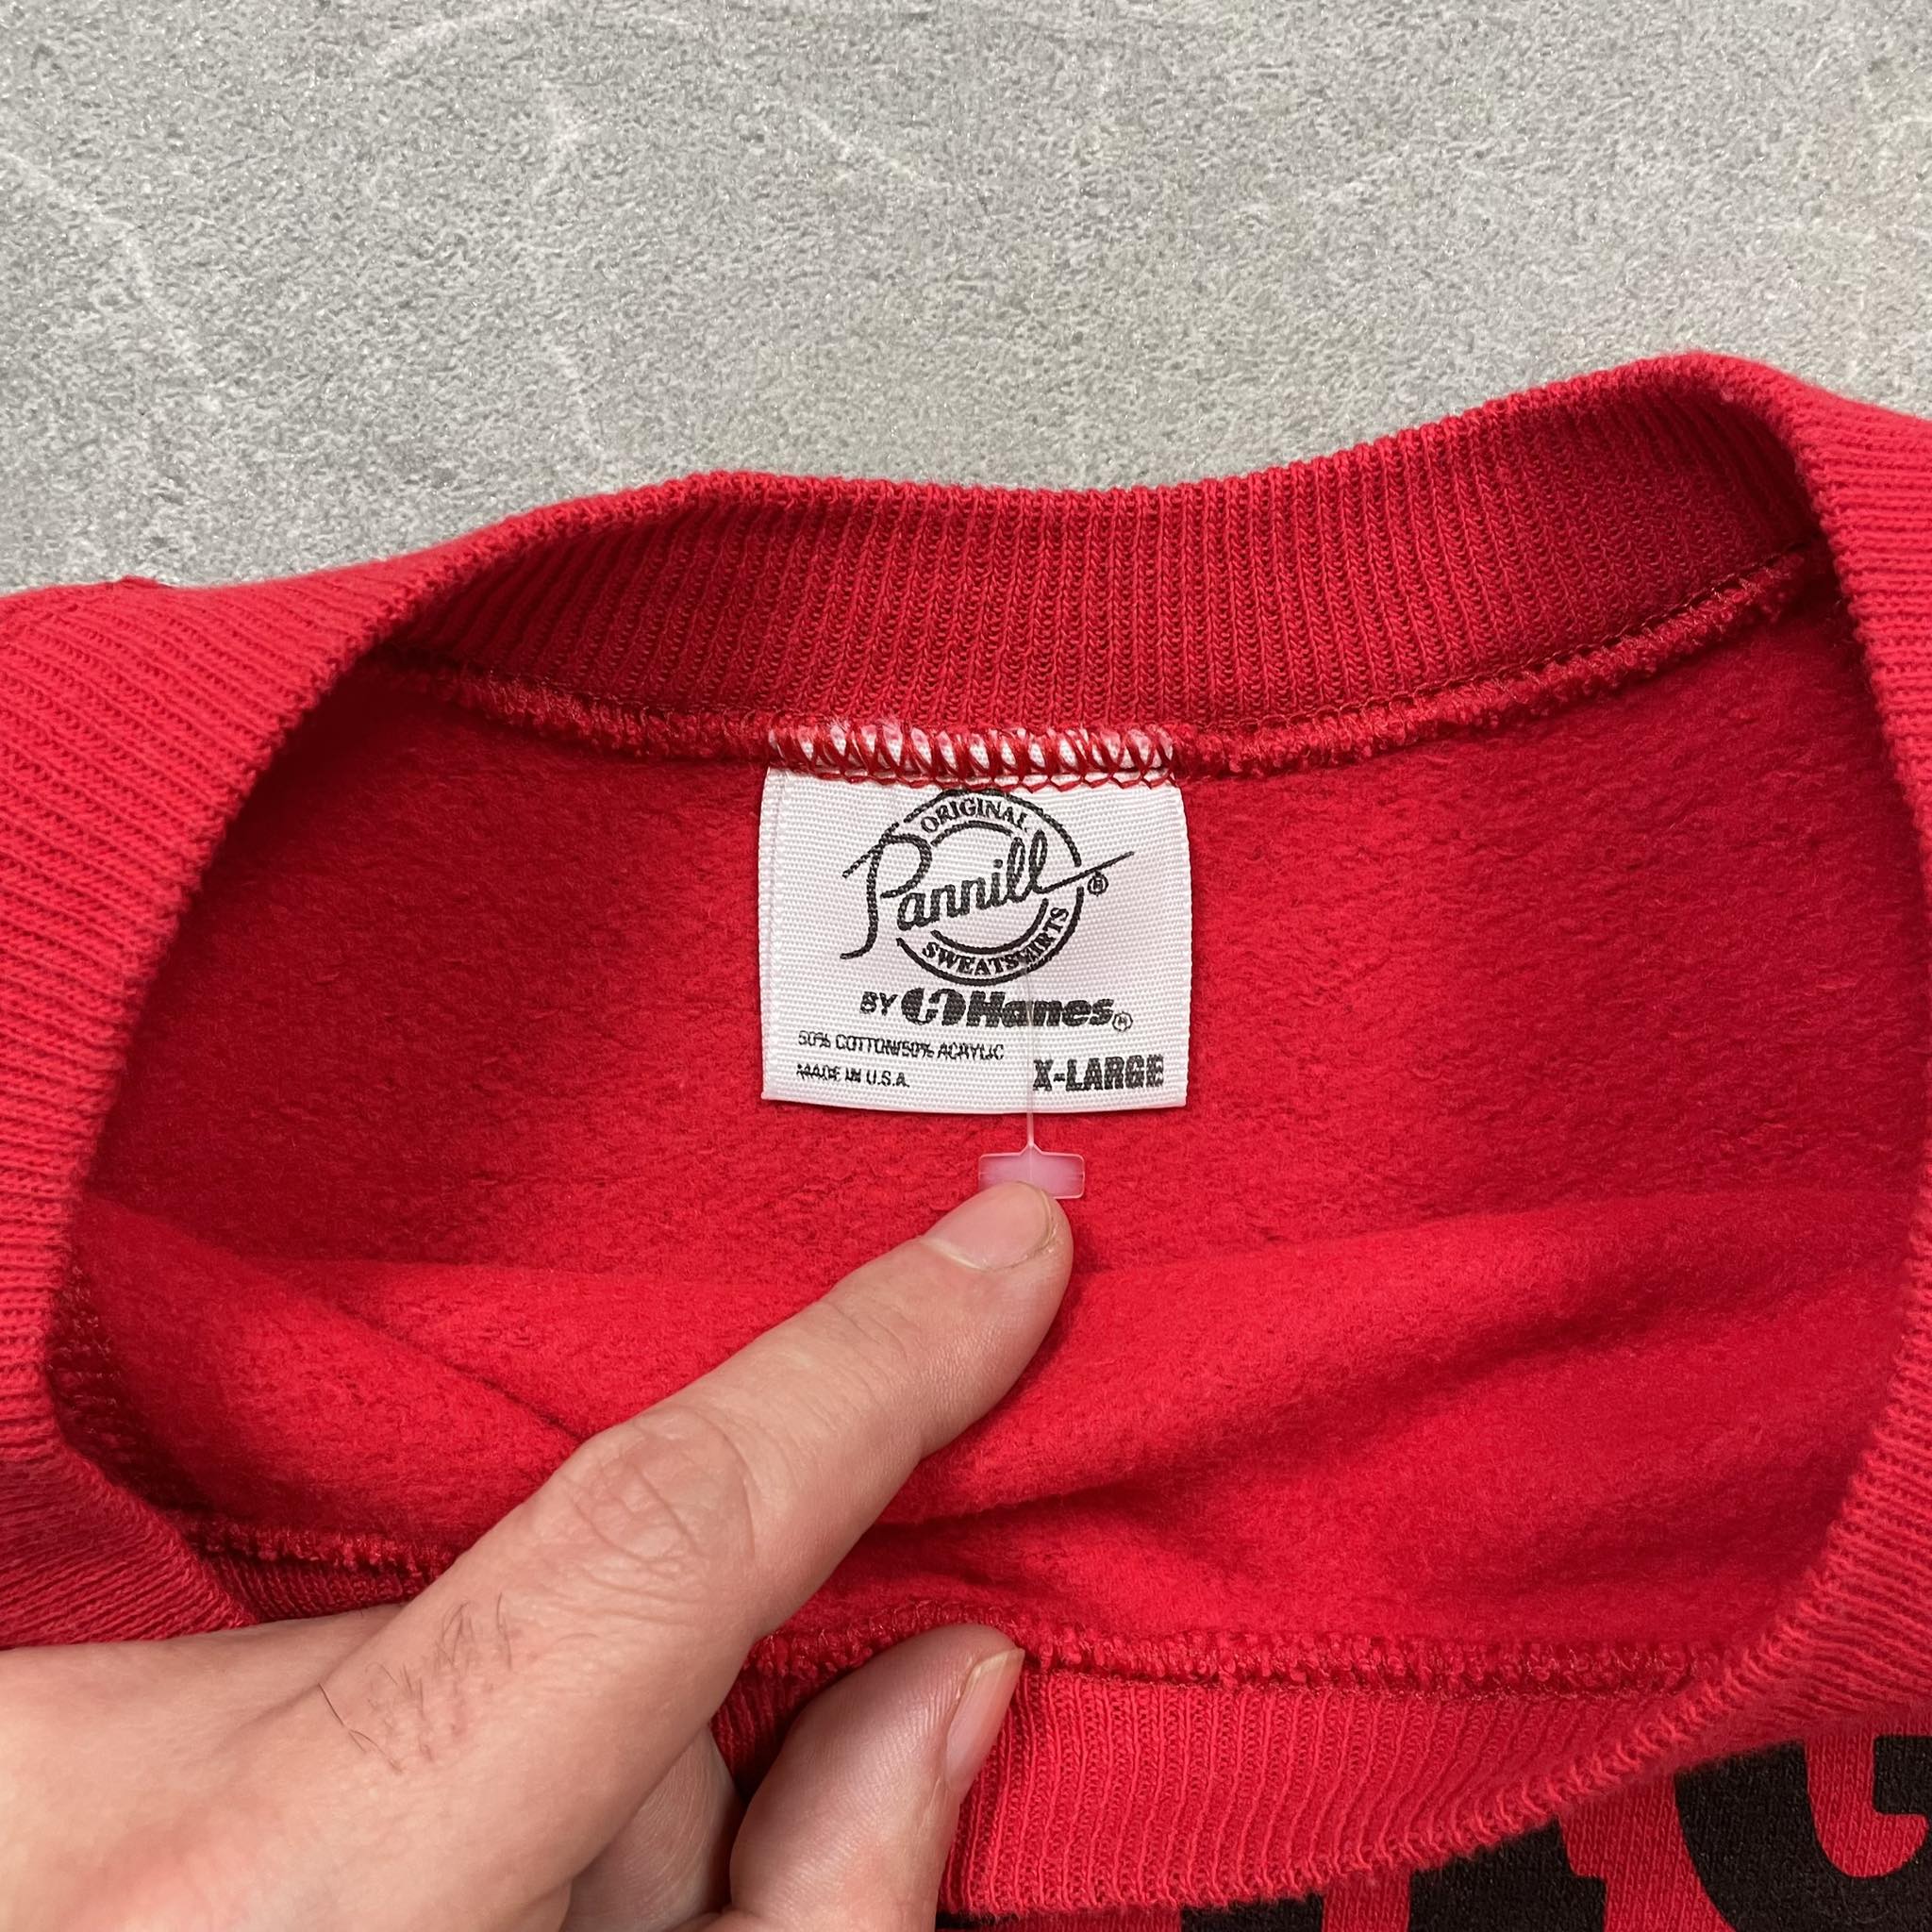 ORIGINAL
Pannill®
SWEATSHIRTS
BY Hanes®
50% COTTON/50% ACRYLIC
MADE IN U.S.A.
X-LARGE